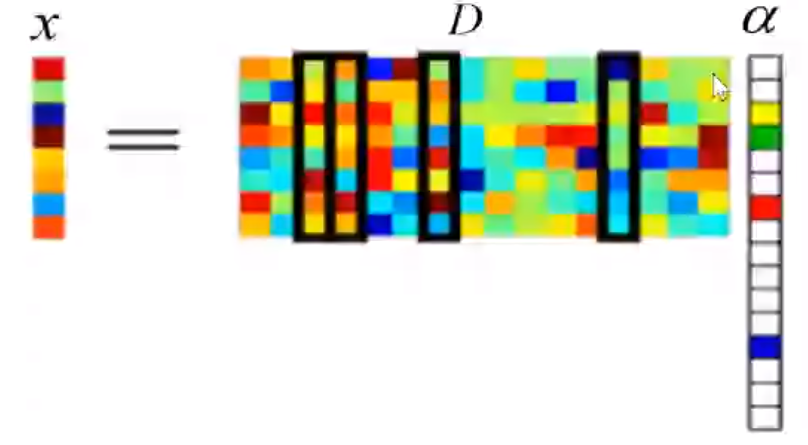 x = D α